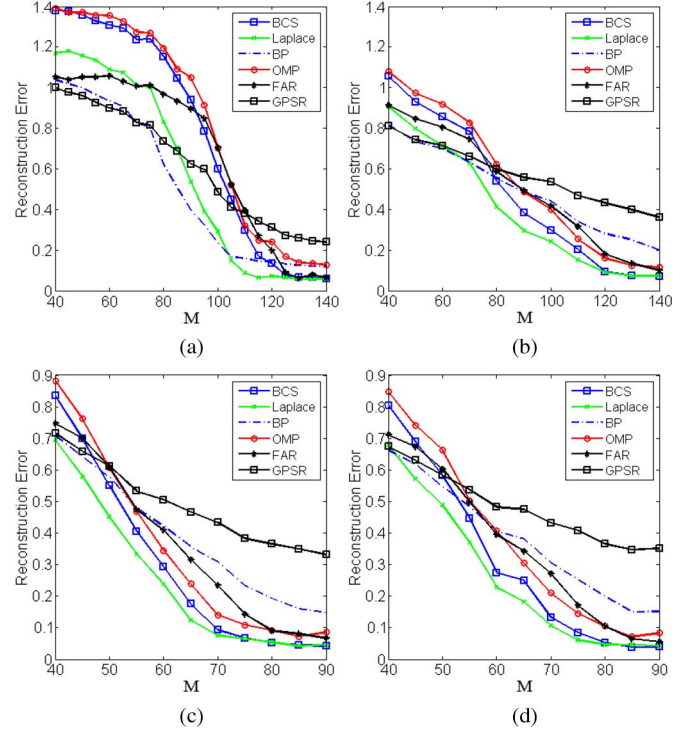 Reconstruction Error
1.4
1.2
1
0.8
0.6
0.4
0.2
0
40 60 80 100 120 140
M
BCS
Laplace
BP
OMP
FAR
GPSR
(a)
Reconstruction Error
1.4
1.2
1
0.8
0.6
0.4
0.2
0
40 60 80 100 120 140
M
BCS
Laplace
BP
OMP
FAR
GPSR
(b)
Reconstruction Error
0.9
0.8
0.7
0.6
0.5
0.4
0.3
0.2
0.1
0
40 50 60 70 80 90
M
BCS
Laplace
BP
OMP
FAR
GPSR
(c)
Reconstruction Error
0.9
0.8
0.7
0.6
0.5
0.4
0.3
0.2
0.1
0
40 50 60 70 80 90
M
BCS
Laplace
BP
OMP
FAR
GPSR
(d)